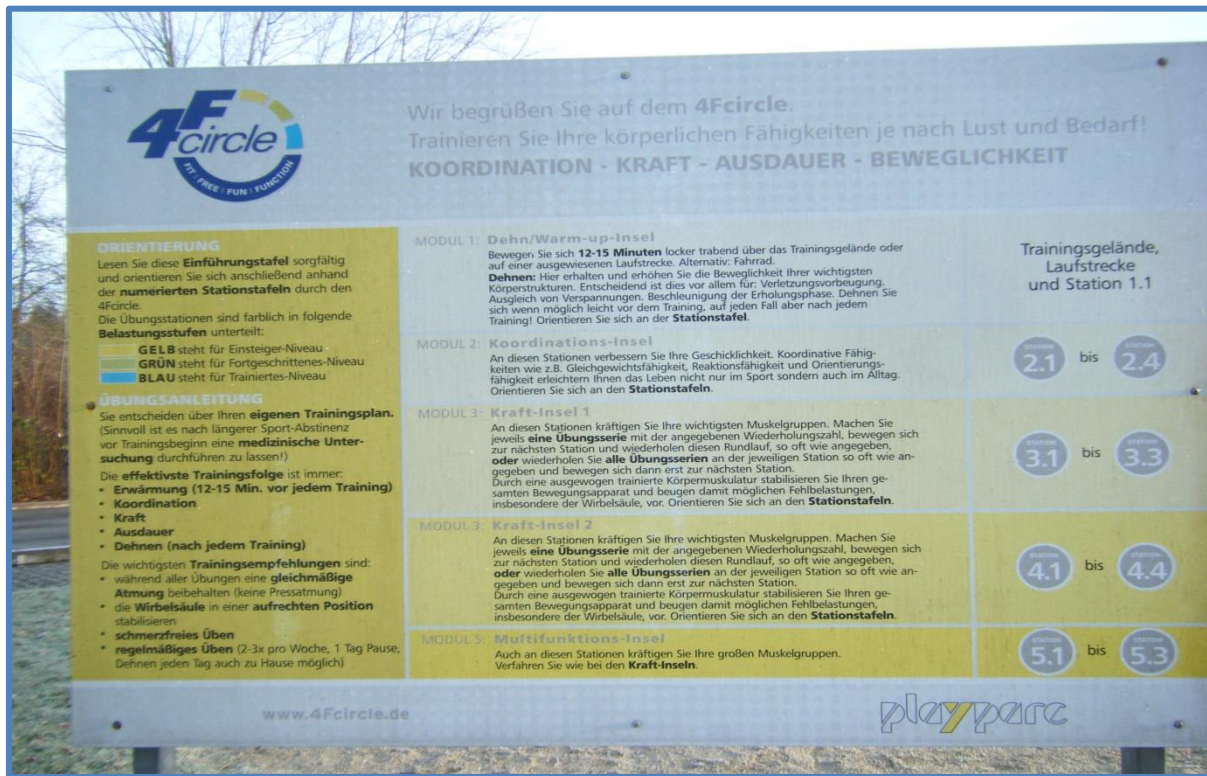 4Fcircle
FIT | FREE | FUN | FUNCTION
Wir begrüßen Sie auf dem 4Fcircle.
Trainieren Sie Ihre körperlichen Fähigkeiten je nach Lust und Bedarf!
KOORDINATION - KRAFT - AUSDAUER - BEWEGLICHKEIT
ORIENTIERUNG
Lesen Sie diese Einführungstafel sorgfältig
und orientieren Sie sich anschließend anhand
der numerierten Stationstafeln durch den
4Fcircle.
Die Übungsstationen sind farblich in folgende
Belastungsstufen unterteilt:
GELB steht für Einsteiger-Niveau
GRÜN steht für Fortgeschrittenes-Niveau
BLAU steht für Trainiertes-Niveau
ÜBUNGSANLEITUNG
Sie entscheiden über Ihren eigenen Trainingsplan.
(Sinnvoll ist es nach längerer Sport-Abstinenz
vor Trainingsbeginn eine medizinische Unter-
suchung durchführen zu lassen!)
Die effektivste Trainingsfolge ist immer:
• Erwärmung (12-15 Min. vor jedem Training)
• Koordination
• Kraft
• Ausdauer
• Dehnen (nach jedem Training)
Die wichtigsten Trainingsempfehlungen sind:
• während aller Übungen eine gleichmäßige
Atmung beibehalten (keine Pressatmung)
• die Wirbelsäule in einer aufrechten Position
stabilisieren
• schmerzfreies Üben
• regelmäßiges Üben (2-3x pro Woche, 1 Tag Pause,
Dehnen jeden Tag auch zu Hause möglich)
MODUL 1: Dehn/Warm-up-Insel
Bewegen Sie sich 12-15 Minuten locker trabend über das Trainingsgelände oder
auf einer ausgewiesenen Laufstrecke. Alternativ: Fahrrad.
Dehnen: Hier erhalten und erhöhen Sie die Beweglichkeit Ihrer wichtigsten
Körperstrukturen. Entscheidend ist dies vor allem für: Verletzungsvorbeugung.
Ausgleich von Verspannungen. Beschleunigung der Erholungsphase. Dehnen Sie
sich wenn möglich leicht vor dem Training, auf jeden Fall aber nach jedem
Training! Orientieren Sie sich an der Stationstafel.
Trainingsgelände,
Laufstrecke
und Station 1.1
MODUL 2: Koordinations-Insel
An diesen Stationen verbessern Sie Ihre Geschicklichkeit. Koordinative Fähig-
keiten wie z.B. Gleichgewichtsfähigkeit, Reaktionsfähigkeit und Orientierungs-
fähigkeit erleichtern Ihnen das Leben nicht nur im Sport sondern auch im Alltag.
Orientieren Sie sich an den Stationstafeln.
STATION 2.1 bis STATION 2.4
MODUL 3: Kraft-Insel 1
An diesen Stationen kräftigen Sie Ihre wichtigsten Muskelgruppen. Machen Sie
jeweils eine Übungsserie mit der angegebenen Wiederholungszahl, bewegen sich
zur nächsten Station und wiederholen diesen Rundlauf, so oft wie angegeben,
oder wiederholen Sie alle Übungsserien an der jeweiligen Station so oft wie an-
gegeben und bewegen sich dann erst zur nächsten Station.
Durch eine ausgewogen trainierte Körpermuskulatur stabilisieren Sie Ihren ge-
samten Bewegungsapparat und beugen damit möglichen Fehlbelastungen,
insbesondere der Wirbelsäule, vor. Orientieren Sie sich an den Stationstafeln.
STATION 3.1 bis STATION 3.3
MODUL 3: Kraft-Insel 2
An diesen Stationen kräftigen Sie Ihre wichtigsten Muskelgruppen. Machen Sie
jeweils eine Übungsserie mit der angegebenen Wiederholungszahl, bewegen sich
zur nächsten Station und wiederholen diesen Rundlauf, so oft wie angegeben,
oder wiederholen Sie alle Übungsserien an der jeweiligen Station so oft wie an-
gegeben und bewegen sich dann erst zur nächsten Station.
Durch eine ausgewogen trainierte Körpermuskulatur stabilisieren Sie Ihren ge-
samten Bewegungsapparat und beugen damit möglichen Fehlbelastungen,
insbesondere der Wirbelsäule, vor. Orientieren Sie sich an den Stationstafeln.
STATION 4.1 bis STATION 4.4
MODUL 5: Multifunktions-Insel
Auch an diesen Stationen kräftigen Sie Ihre großen Muskelgruppen.
Verfahren Sie wie bei den Kraft-Inseln.
STATION 5.1 bis STATION 5.3
www.4Fcircle.de
playparc